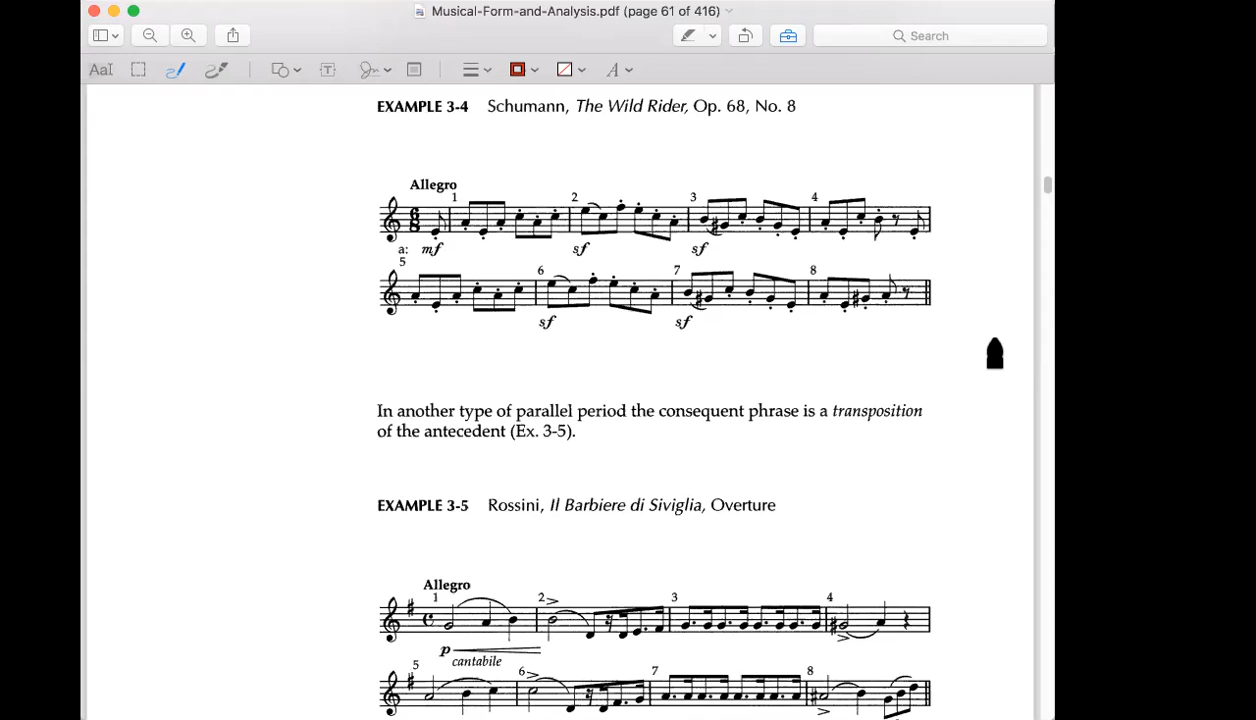 Musical-Form-and-Analysis.pdf (page 61 of 416)
Search
AaI
T
A
EXAMPLE 3-4 Schumann, The Wild Rider, Op. 68, No. 8
Allegro
1 2 3 4
6
8
a: mf sf sf
5 6 7 8
sf sf
In another type of parallel period the consequent phrase is a transposition
of the antecedent (Ex. 3-5).
EXAMPLE 3-5 Rossini, Il Barbiere di Siviglia, Overture
Allegro
1 2 3 4
p
cantabile
5 6 7 8